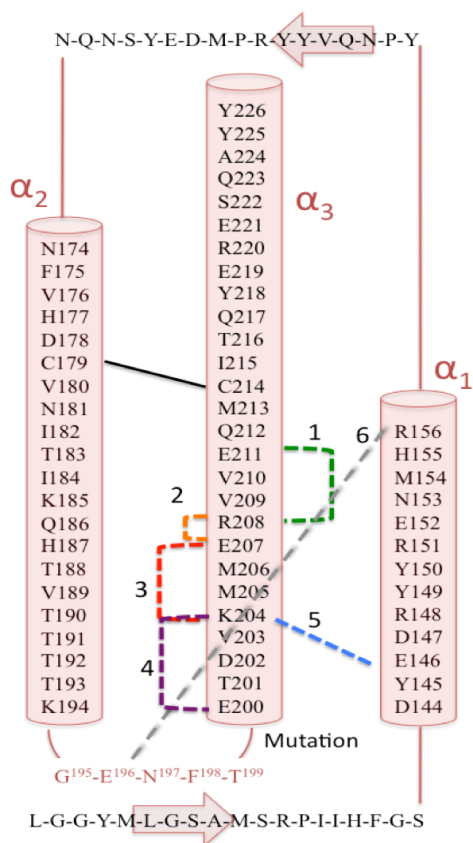 N-Q-N-S-Y-E-D-M-P-R-Y-Y-V-Q-N-P-Y
α2
N174
F175
V176
H177
D178
C179
V180
N181
I182
T183
I184
K185
Q186
H187
T188
V189
T190
T191
T192
T193
K194
α3
Y226
Y225
A224
Q223
S222
E221
R220
E219
Y218
Q217
T216
I215
C214
M213
Q212
E211
V210
V209
R208
E207
M206
M205
K204
V203
D202
T201
E200
α1
R156
H155
M154
N153
E152
R151
Y150
Y149
R148
D147
E146
Y145
D144
1
2
3
4
5
6
Mutation
G195-E196-N197-F198-T199
L-G-G-Y-M-L-G-S-A-M-S-R-P-I-I-H-F-G-S